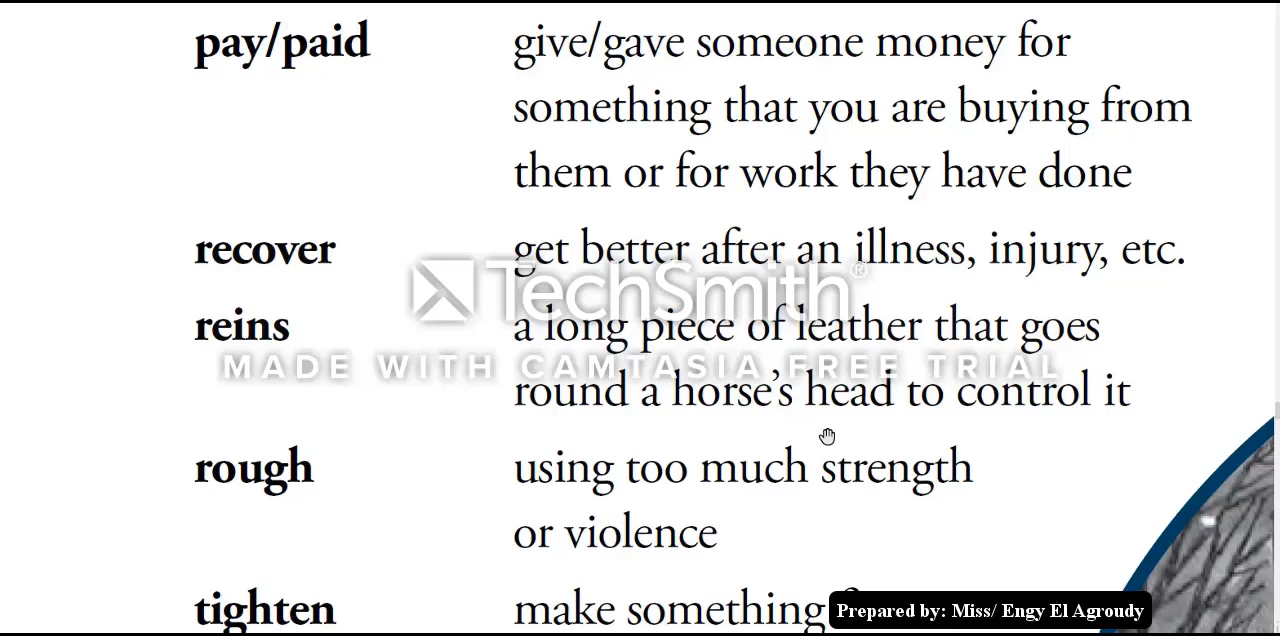 pay/paid give/gave someone money for
something that you are buying from
them or for work they have done
recover get better after an illness, injury, etc.
TechSmith®
reins a long piece of leather that goes
MADE WITH CAMTASIA FREE TRIAL
round a horse's head to control it
rough using too much strength
or violence
tighten make something
Prepared by: Miss/ Engy El Agroudy